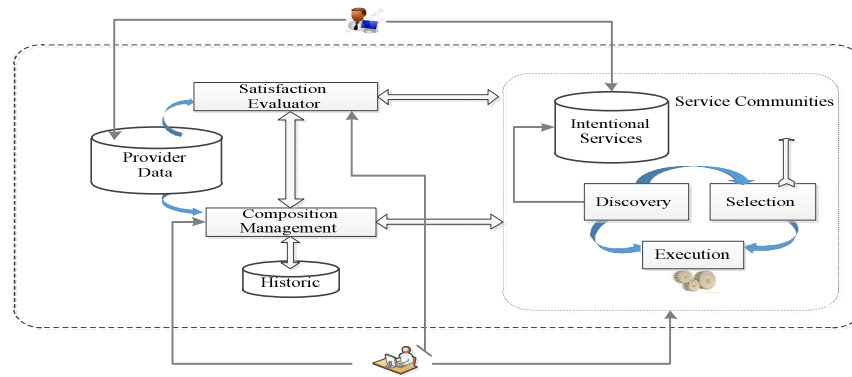 Satisfaction
Evaluator
Service Communities
Intentional
Services
Provider
Data
Discovery
Selection
Composition
Management
Execution
Historic